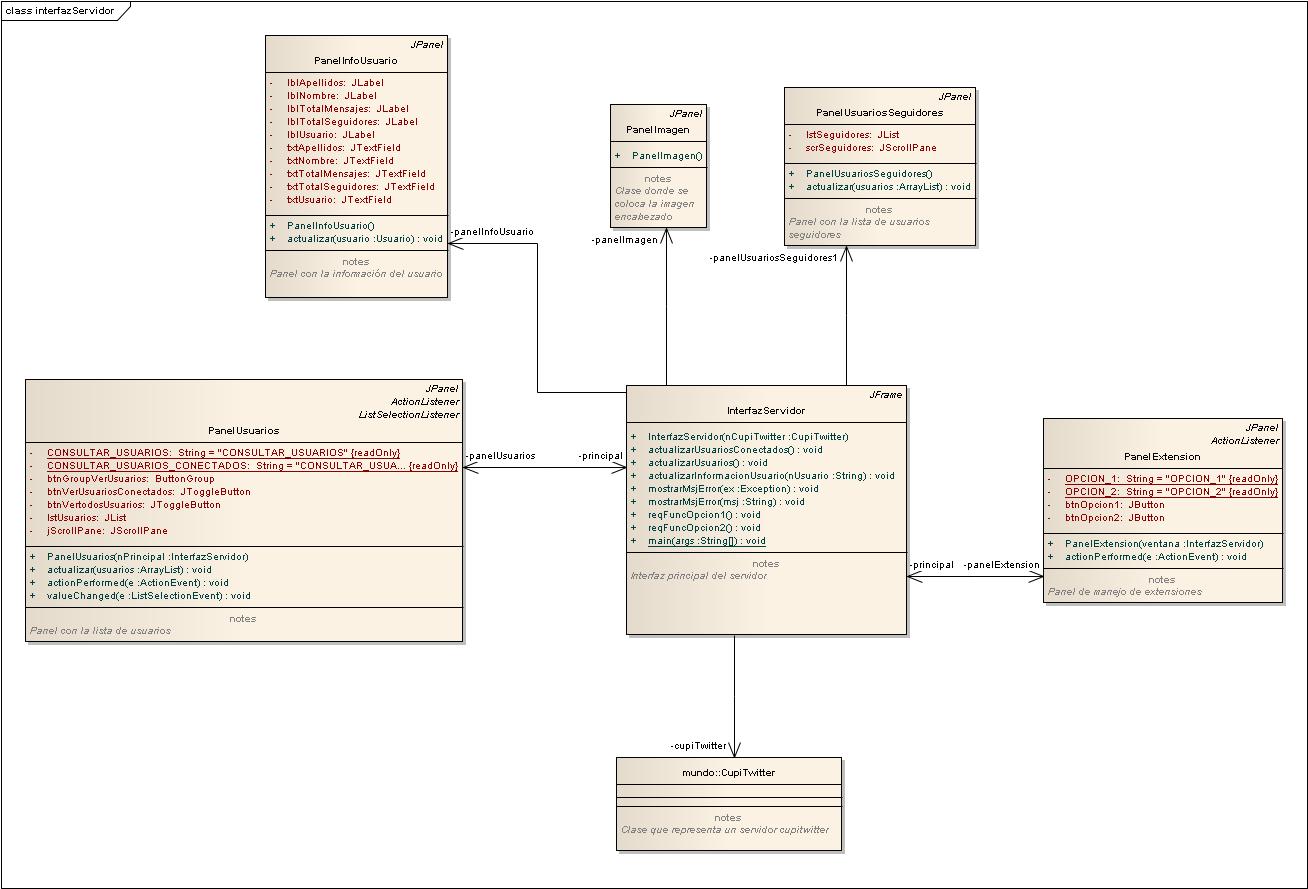 class interfazServidor
JPanel
PanelInfoUsuario
- lblApellidos: JLabel
- lblNombre: JLabel
- lblTotalMensajes: JLabel
- lblTotalSeguidores: JLabel
- lblUsuario: JLabel
- txtApellidos: JTextField
- txtNombre: JTextField
- txtTotalMensajes: JTextField
- txtTotalSeguidores: JTextField
- txtUsuario: JTextField
+ PanelInfoUsuario()
+ actualizar(usuario :Usuario) : void
notes
Panel con la información del usuario
-panelInfoUsuario
JPanel
PanelImagen
+ PanelImagen()
notes
Clase donde se
coloca la imagen
encabezado
-panelImagen
JPanel
PanelUsuariosSeguidores
- lstSeguidores: JList
- scrSeguidores: JScrollPane
+ PanelUsuariosSeguidores()
+ actualizar(usuarios :ArrayList) : void
notes
Panel con la lista de usuarios
seguidores
-panelUsuariosSeguidores1
JPanel
ActionListener
ListSelectionListener
PanelUsuarios
- CONSULTAR_USUARIOS: String = "CONSULTAR_USUARIOS" {readOnly}
- CONSULTAR_USUARIOS_CONECTADOS: String = "CONSULTAR_USUA... {readOnly}
- btnGroupVerUsuarios: ButtonGroup
- btnVerUsuariosConectados: JToggleButton
- btnVertodosUsuarios: JToggleButton
- lstUsuarios: JList
- jScrollPane: JScrollPane
+ PanelUsuarios(nPrincipal :InterfazServidor)
+ actualizar(usuarios :ArrayList) : void
+ actionPerformed(e :ActionEvent) : void
+ valueChanged(e :ListSelectionEvent) : void
notes
Panel con la lista de usuarios
-panelUsuarios
-principal
JFrame
InterfazServidor
+ InterfazServidor(nCupiTwitter :CupiTwitter)
+ actualizarUsuariosConectados() : void
+ actualizarUsuarios() : void
+ actualizarInformacionUsuario(nUsuario :String) : void
+ mostrarMsjError(ex :Exception) : void
+ mostrarMsjError(msj :String) : void
+ reqFuncOpcion1() : void
+ reqFuncOpcion2() : void
+ main(args :String[]) : void
notes
Interfaz principal del servidor
-principal
-panelExtension
JPanel
ActionListener
PanelExtension
- OPCION_1: String = "OPCION_1" {readOnly}
- OPCION_2: String = "OPCION_2" {readOnly}
- btnOpcion1: JButton
- btnOpcion2: JButton
+ PanelExtension(ventana :InterfazServidor)
+ actionPerformed(e :ActionEvent) : void
notes
Panel de manejo de extensiones
-cupiTwitter
mundo::CupiTwitter
notes
Clase que representa un servidor cupitwitter